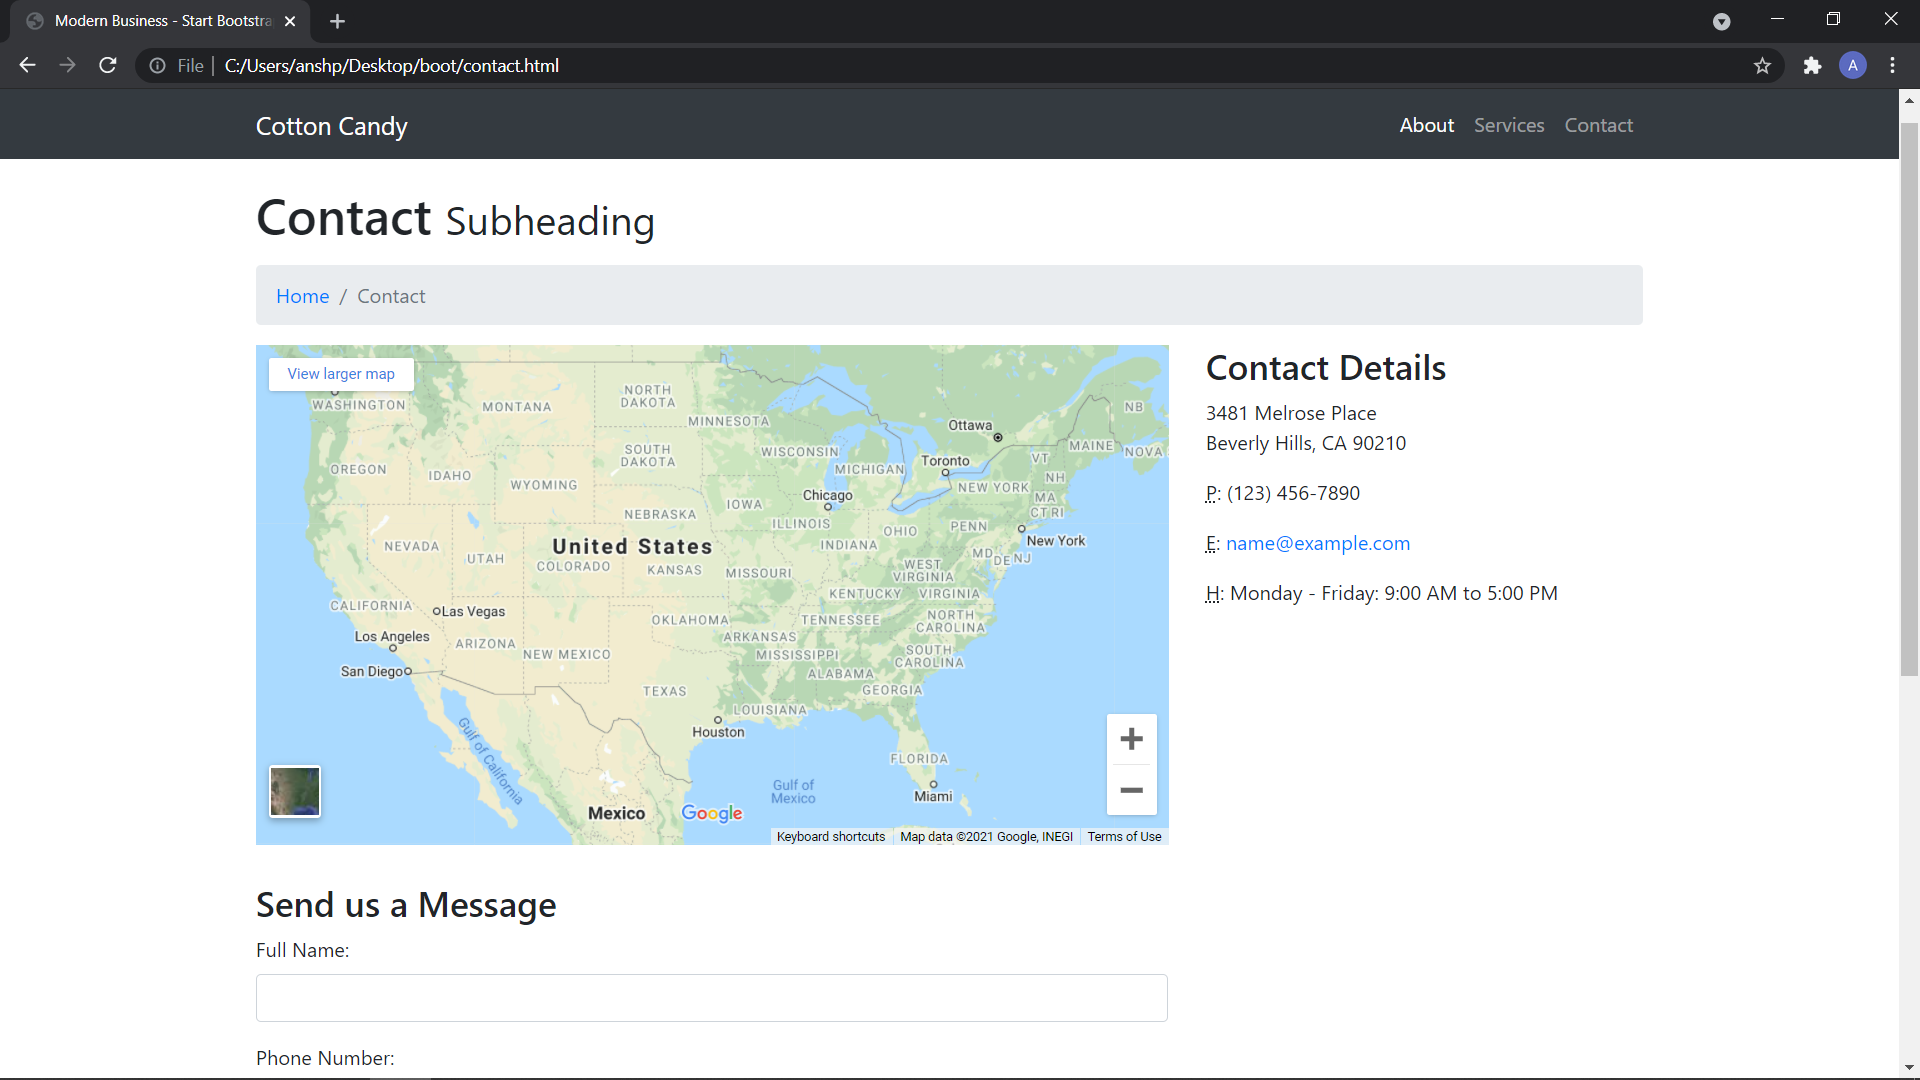 Modern Business - Start Bootstra
File | C:/Users/anshp/Desktop/boot/contact.html
A
Cotton Candy
About Services Contact
Contact Subheading
Home / Contact
View larger map
WASHINGTON
MONTANA
NORTH
DAKOTA
MINNESOTA
Ottawa
NB
MAINE
NOVA
OREGON
IDAHO
SOUTH
DAKOTA
WYOMING
WISCONSIN
MICHIGAN
Toronto
VT
NH
NEW YORK
MA
CT RI
Chicago
IOWA
NEBRASKA
ILLINOIS
OHIO
PENN
INDIANA
New York
NEVADA
UTAH
United States
COLORADO
KANSAS
MISSOURI
WEST
VIRGINIA
MD
DE
NJ
KENTUCKY
VIRGINIA
CALIFORNIA
Las Vegas
Los Angeles
ARIZONA
NEW MEXICO
OKLAHOMA
ARKANSAS
TENNESSEE
NORTH
CAROLINA
MISSISSIPPI
SOUTH
CAROLINA
San Diego
ALABAMA
GEORGIA
TEXAS
LOUISIANA
Houston
Gulf of California
FLORIDA
Gulf of
Mexico
Miami
Mexico
Google
Keyboard shortcuts
Map data ©2021 Google, INEGI
Terms of Use
Contact Details
3481 Melrose Place
Beverly Hills, CA 90210
P: (123) 456-7890
E: name@example.com
H: Monday - Friday: 9:00 AM to 5:00 PM
Send us a Message
Full Name:
Phone Number: